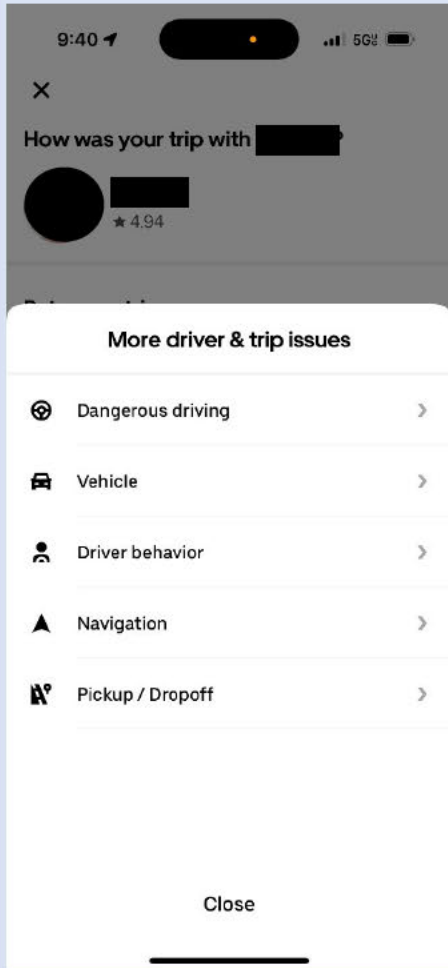 9:40
5G
How was your trip with
★ 4.94
More driver & trip issues
Dangerous driving
Vehicle
Driver behavior
Navigation
Pickup / Dropoff
Close